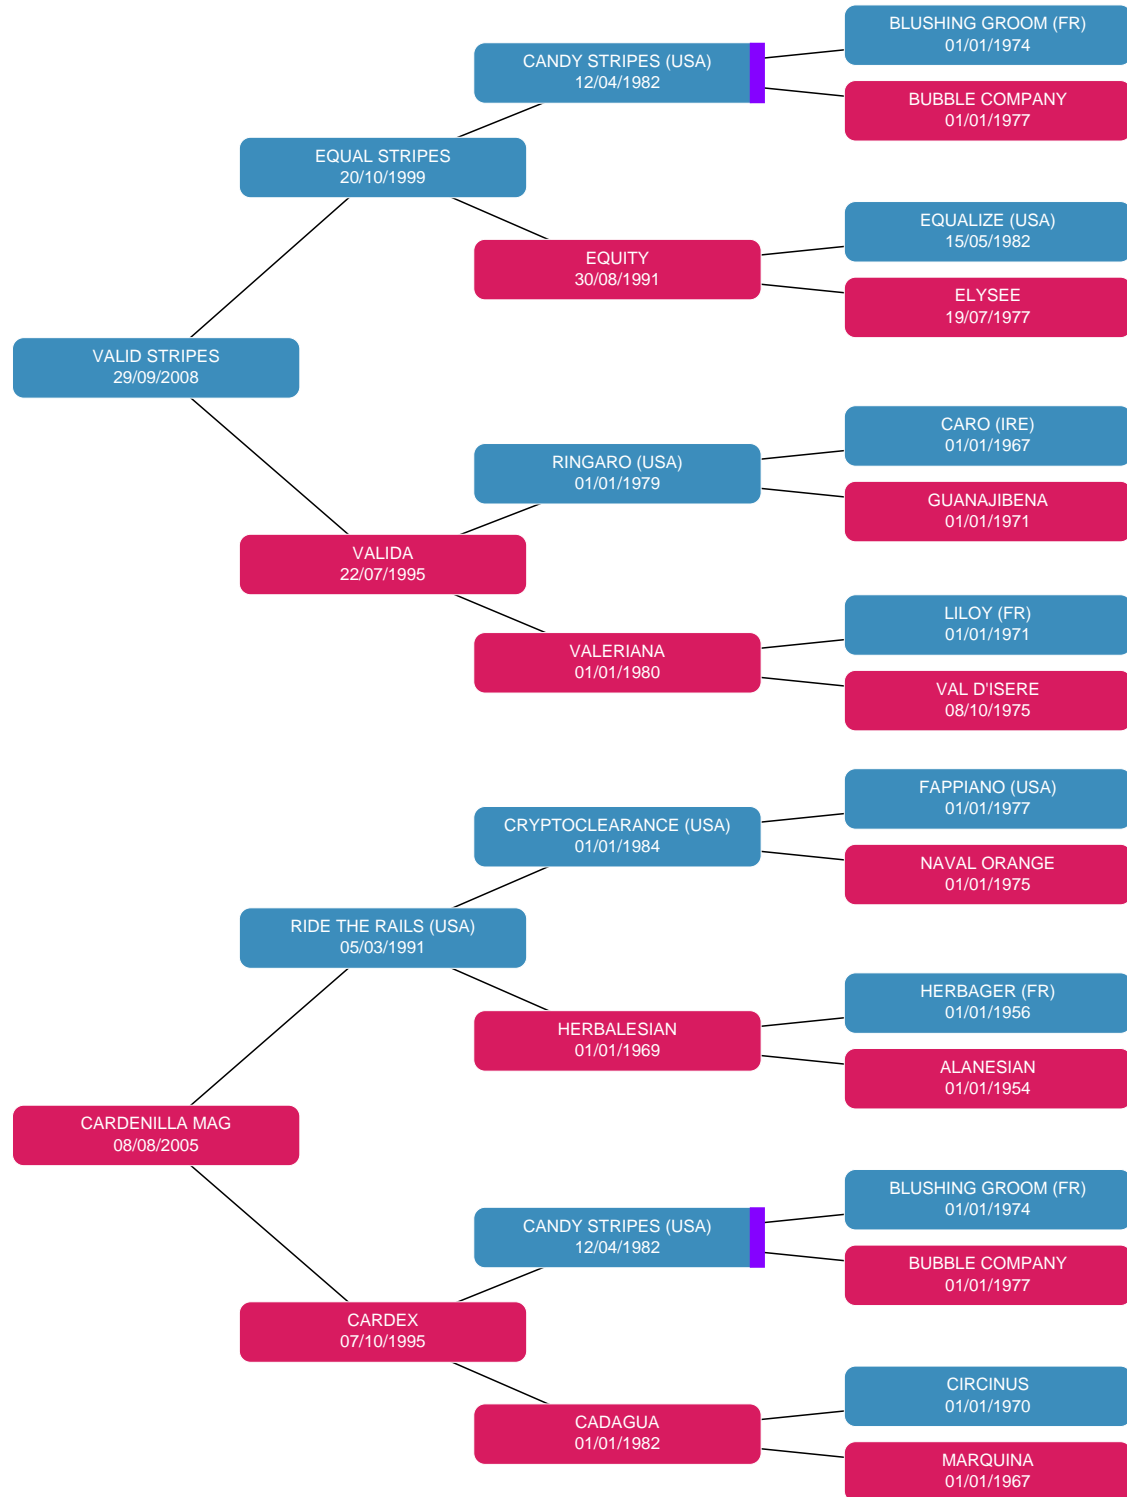 BLUSHING GROOM (FR)
01/01/1974
CANDY STRIPES (USA)
12/04/1982
BUBBLE COMPANY
01/01/1977
EQUAL STRIPES
20/10/1999
EQUALIZE (USA)
15/05/1982
EQUITY
30/08/1991
ELYSEE
19/07/1977
VALID STRIPES
29/09/2008
CARO (IRE)
01/01/1967
RINGARO (USA)
01/01/1979
GUANAJIBENA
01/01/1971
VALIDA
22/07/1995
LILOY (FR)
01/01/1971
VALERIANA
01/01/1980
VAL D'ISERE
08/10/1975
FAPPIANO (USA)
01/01/1977
CRYPTOCLEARANCE (USA)
01/01/1984
NAVAL ORANGE
01/01/1975
RIDE THE RAILS (USA)
05/03/1991
HERBAGER (FR)
01/01/1956
HERBALESIAN
01/01/1969
ALANESIAN
01/01/1954
CARDENILLA MAG
08/08/2005
BLUSHING GROOM (FR)
01/01/1974
CANDY STRIPES (USA)
12/04/1982
BUBBLE COMPANY
01/01/1977
CARDEX
07/10/1995
CIRCINUS
01/01/1970
CADAGUA
01/01/1982
MARQUINA
01/01/1967